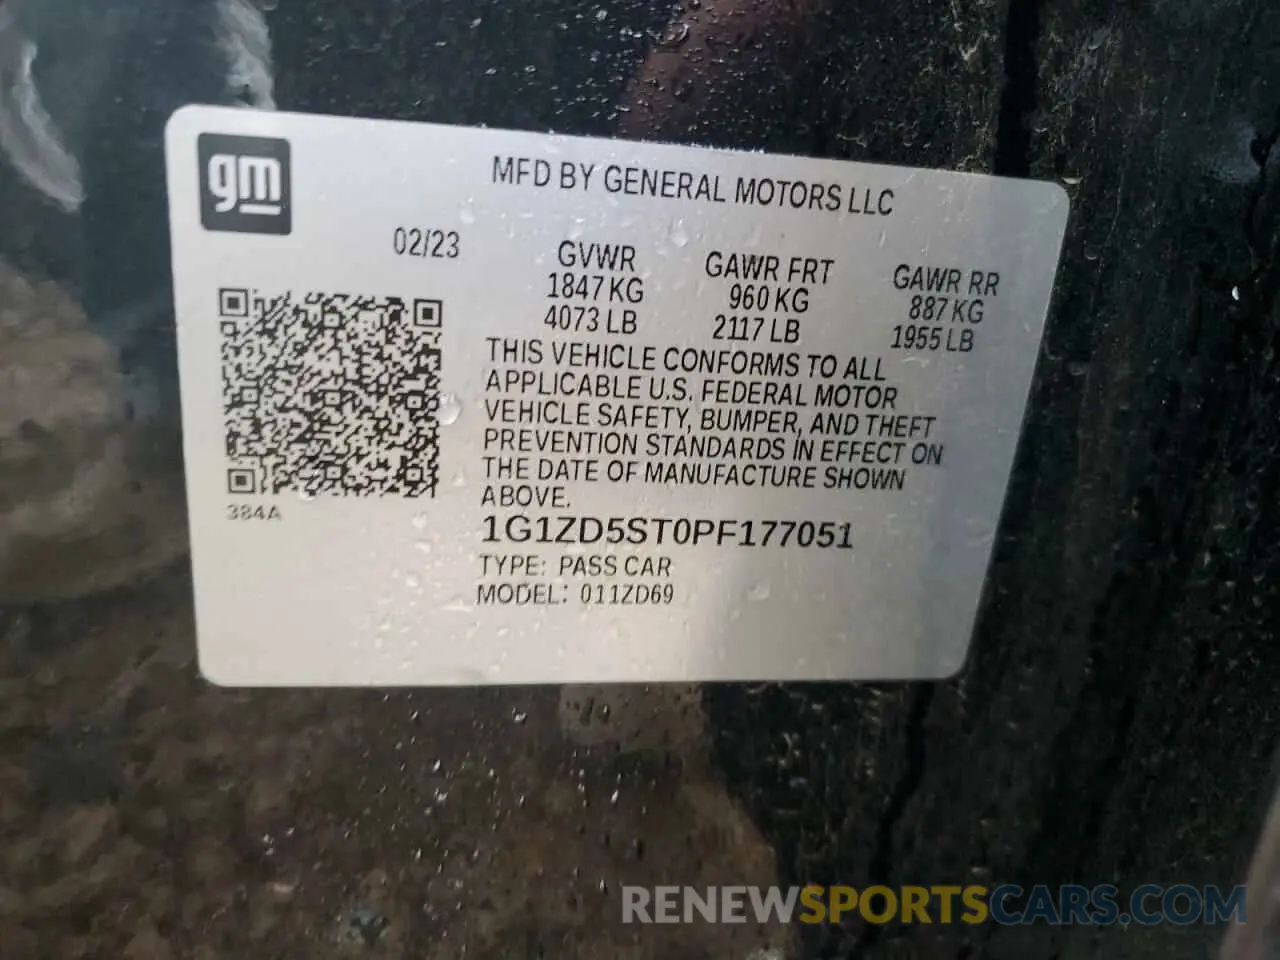 gm
MFD BY GENERAL MOTORS LLC
02/23
GVWR GAWR FRT GAWR RR
1847 KG 960 KG 887 KG
4073 LB 2117 LB 1955 LB
THIS VEHICLE CONFORMS TO ALL
APPLICABLE U.S. FEDERAL MOTOR
VEHICLE SAFETY, BUMPER, AND THEFT
PREVENTION STANDARDS IN EFFECT ON
THE DATE OF MANUFACTURE SHOWN
ABOVE.
384A
1G1ZD5ST0PF177051
TYPE: PASS CAR
MODEL: 011ZD69
RENEWSPORTSCARS.COM